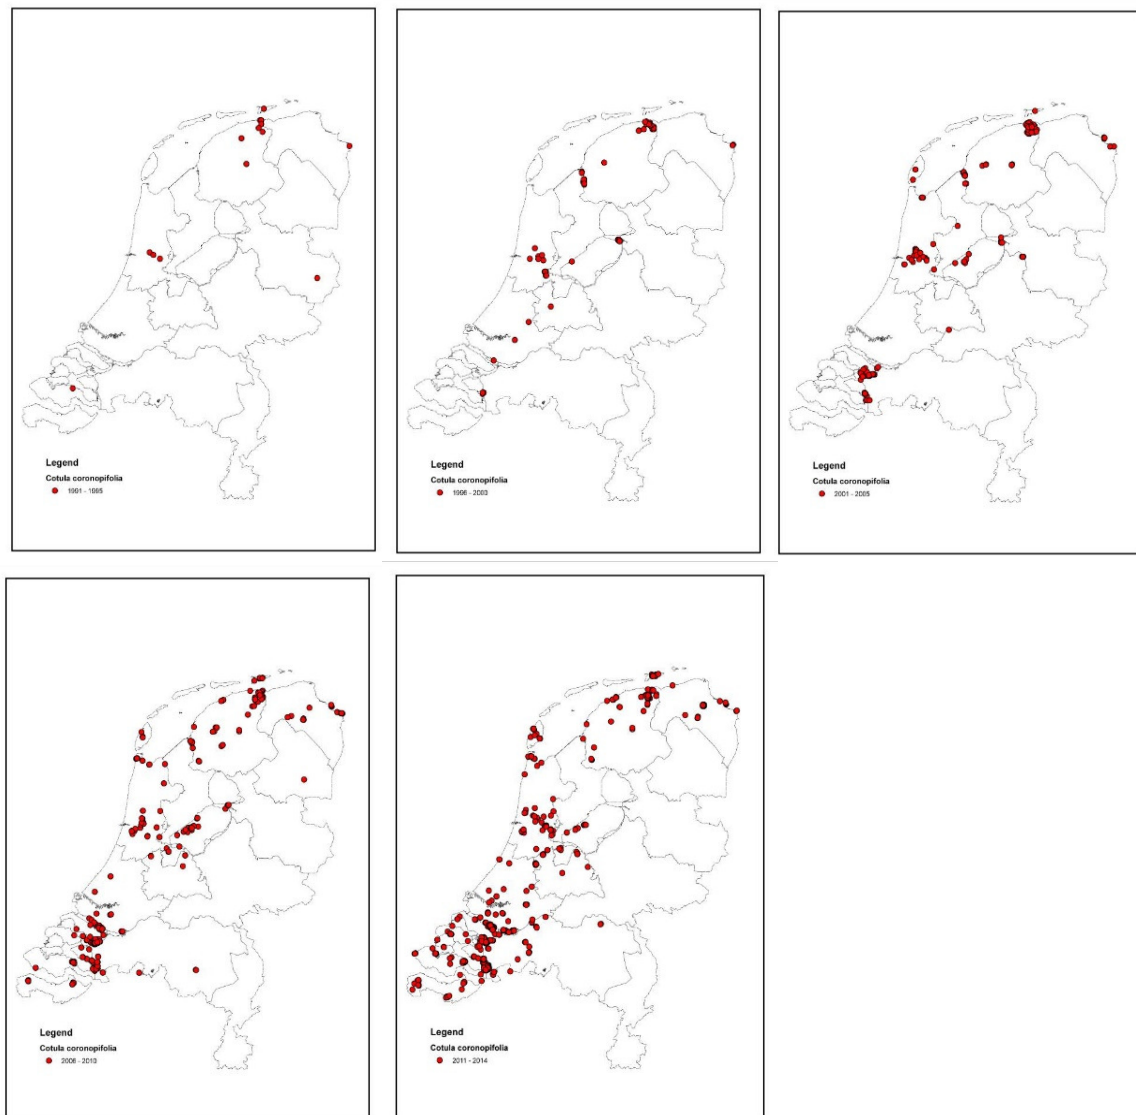 Legend
Cotula coronopifolia
1991 - 1995
Legend
Cotula coronopifolia
1996 - 2000
Legend
Cotula coronopifolia
2001 - 2005
Legend
Cotula coronopifolia
2006 - 2010
Legend
Cotula coronopifolia
2011 - 2014